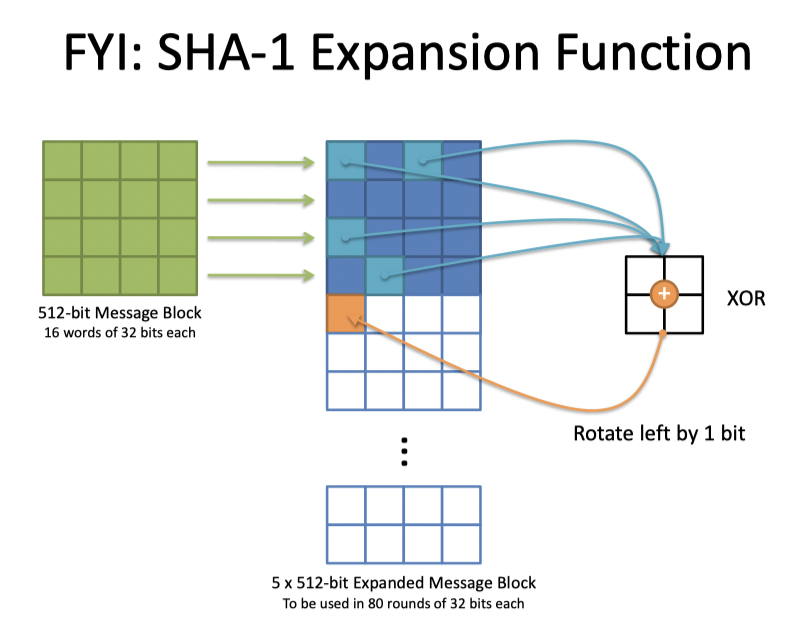 FYI: SHA-1 Expansion Function
512-bit Message Block
16 words of 32 bits each
+
XOR
Rotate left by 1 bit
5 x 512-bit Expanded Message Block
To be used in 80 rounds of 32 bits each